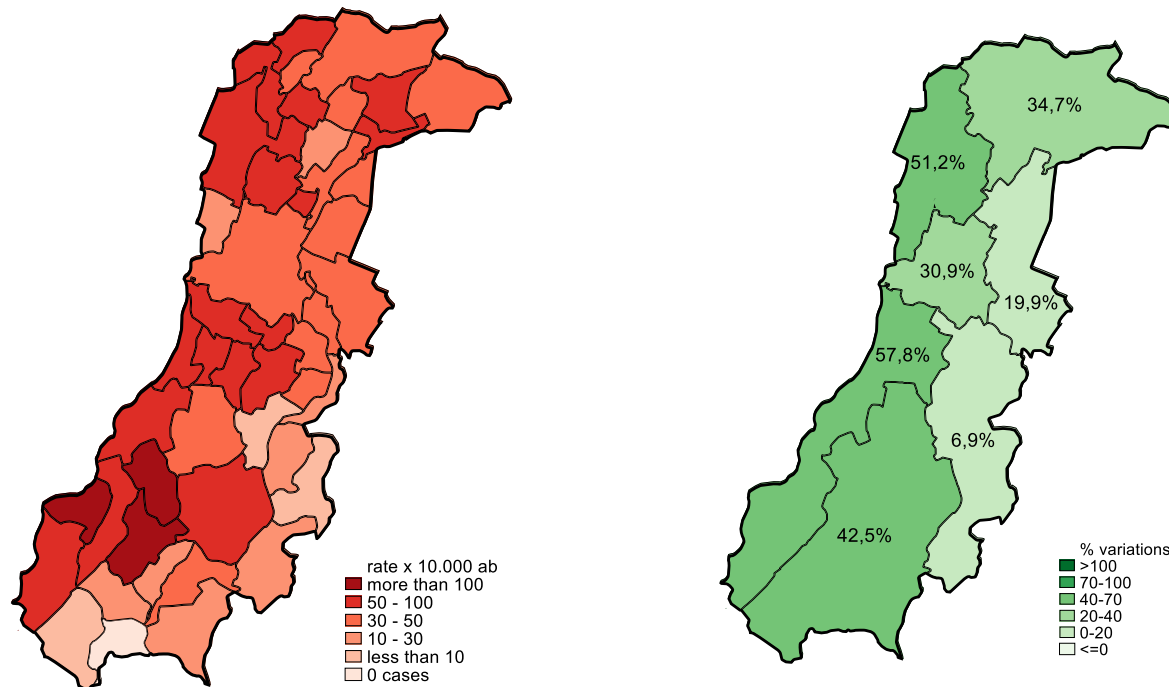 rate x 10.000 ab
more than 100
50 - 100
30 - 50
10 - 30
less than 10
0 cases
34,7%
51,2%
30,9%
19,9%
57,8%
6,9%
42,5%
% variations
>100
70-100
40-70
20-40
0-20
<=0